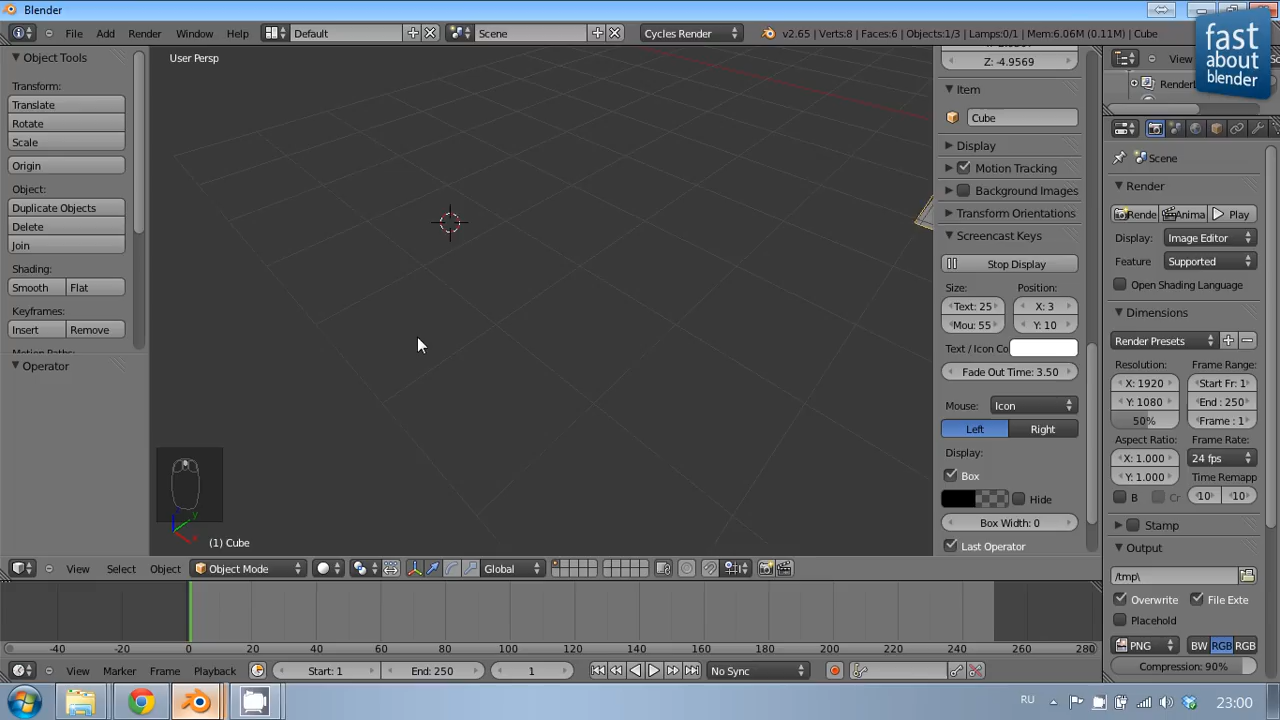 Blender
File Add Render Window Help Default Scene Cycles Render v2.65 | Verts:8 | Faces:6 | Objects:1/3 | Lamps:0/1 | Mem:6.06M (0.11M) | Cube
fast
about
blender
Object Tools
Transform:
Translate
Rotate
Scale
Origin
Object:
Duplicate Objects
Delete
Join
Shading:
Smooth Flat
Keyframes:
Insert Remove
Operator
User Persp
(1) Cube
Z: -4.9569
Item
Cube
Display
Motion Tracking
Background Images
Transform Orientations
Screencast Keys
Stop Display
Size: Position:
Text: 25 X: 3
Mou: 55 Y: 10
Text / Icon Co
Fade Out Time: 3.50
Mouse: Icon
Left Right
Display:
Box
Hide
Box Width: 0
Last Operator
View
Scene
Render
Rende Anima Play
Display: Image Editor
Feature Supported
Open Shading Language
Dimensions
Render Presets
Resolution: Frame Range:
X: 1920 Start Fr: 1
Y: 1080 End : 250
50% Frame : 1
Aspect Ratio: Frame Rate:
X: 1.000 24 fps
Y: 1.000 Time Remapp
B Cr 10 10
Stamp
Output
/tmp\
Overwrite File Exte
Placehold
PNG BW RGB RGB
Compression: 90%
View Select Object Object Mode Global
-40 -20 0 20 40 60 80 100 120 140 160 180 200 220 240 260 280
View Marker Frame Playback Start: 1 End: 250 1 No Sync
RU 23:00